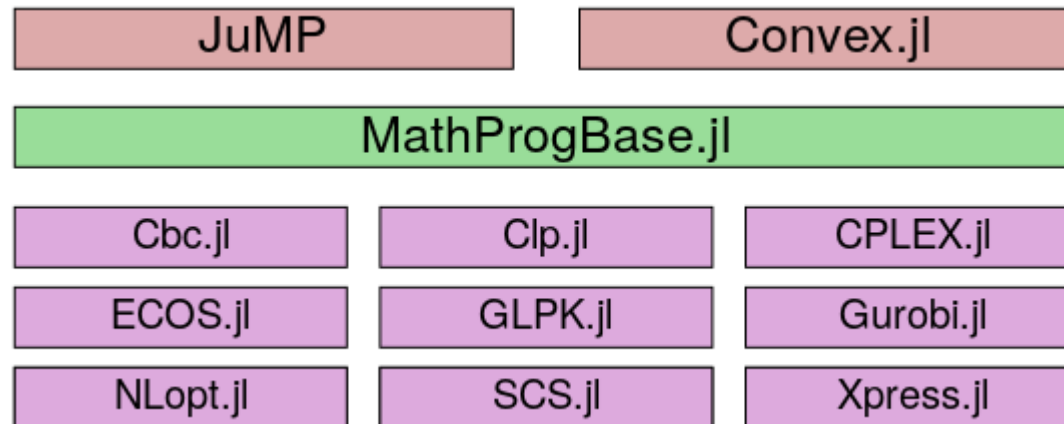 JuMP Convex.jl
MathProgBase.jl
Cbc.jl Clp.jl CPLEX.jl
ECOS.jl GLPK.jl Gurobi.jl
NLopt.jl SCS.jl Xpress.jl